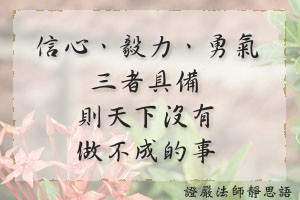 信心、毅力、勇氣
三者具備
則天下沒有
做不成的事
證嚴法師靜思語